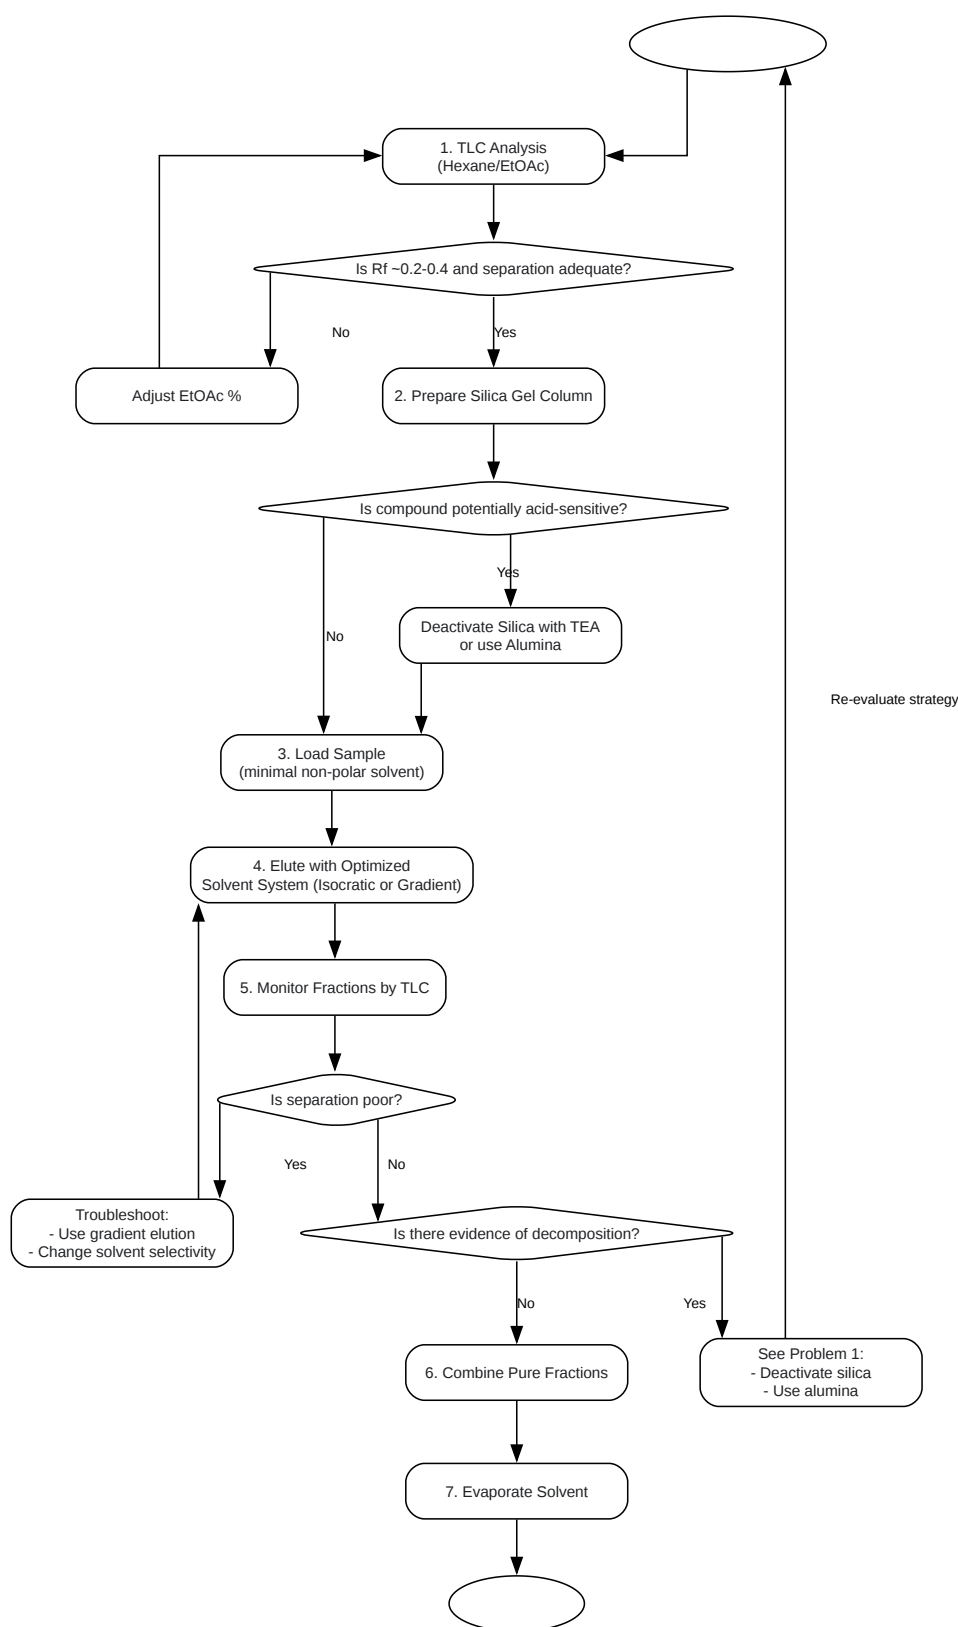 1. TLC Analysis
(Hexane/EtOAc)
Is Rf ~0.2-0.4 and separation adequate?
No
Yes
Adjust EtOAc %
2. Prepare Silica Gel Column
Is compound potentially acid-sensitive?
Yes
Deactivate Silica with TEA
or use Alumina
No
Re-evaluate strategy
3. Load Sample
(minimal non-polar solvent)
4. Elute with Optimized
Solvent System (Isocratic or Gradient)
5. Monitor Fractions by TLC
Is separation poor?
Yes
No
Troubleshoot:
- Use gradient elution
- Change solvent selectivity
Is there evidence of decomposition?
No
Yes
See Problem 1:
- Deactivate silica
- Use alumina
6. Combine Pure Fractions
7. Evaporate Solvent